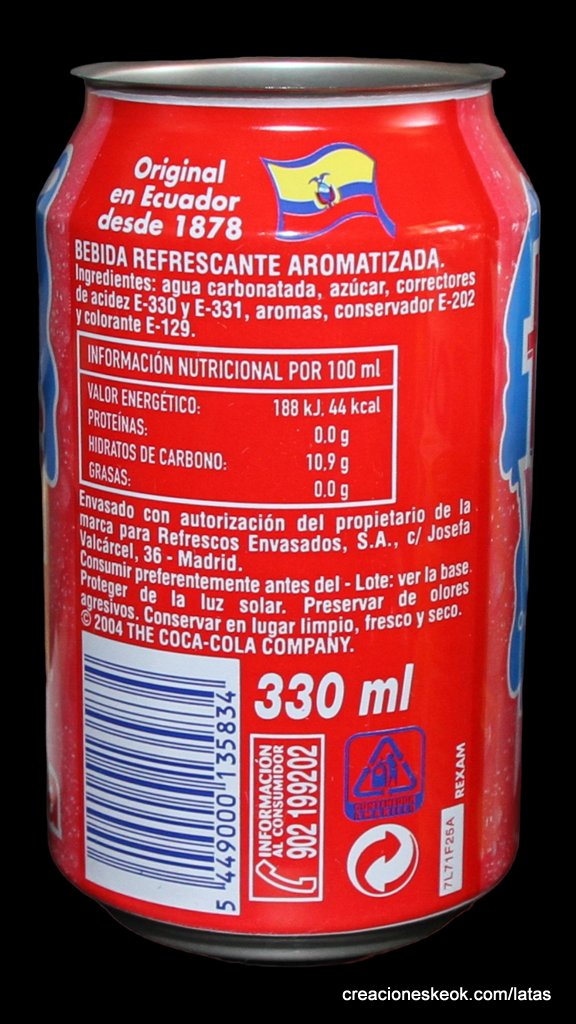 Original
en Ecuador
desde 1878
BEBIDA REFRESCANTE AROMATIZADA.
Ingredientes: agua carbonatada, azúcar, correctores
de acidez E-330 y E-331, aromas, conservador E-202
y colorante E-129.
INFORMACIÓN NUTRICIONAL POR 100 ml
VALOR ENERGÉTICO: 188 kJ, 44 kcal
PROTEÍNAS: 0.0 g
HIDRATOS DE CARBONO: 10.9 g
GRASAS: 0.0 g
Envasado con autorización del propietario de la
marca para Refrescos Envasados, S.A., c/ Josefa
Valcárcel, 36 - Madrid.
Consumir preferentemente antes del - Lote: ver la base.
Proteger de la luz solar. Preservar de olores
agresivos. Conservar en lugar limpio, fresco y seco.
© 2004 THE COCA-COLA COMPANY.
330 ml
5 449000 135834
INFORMACIÓN
AL CONSUMIDOR
902 199202
REXAM
7L71F25A
creacioneskeok.com/latas